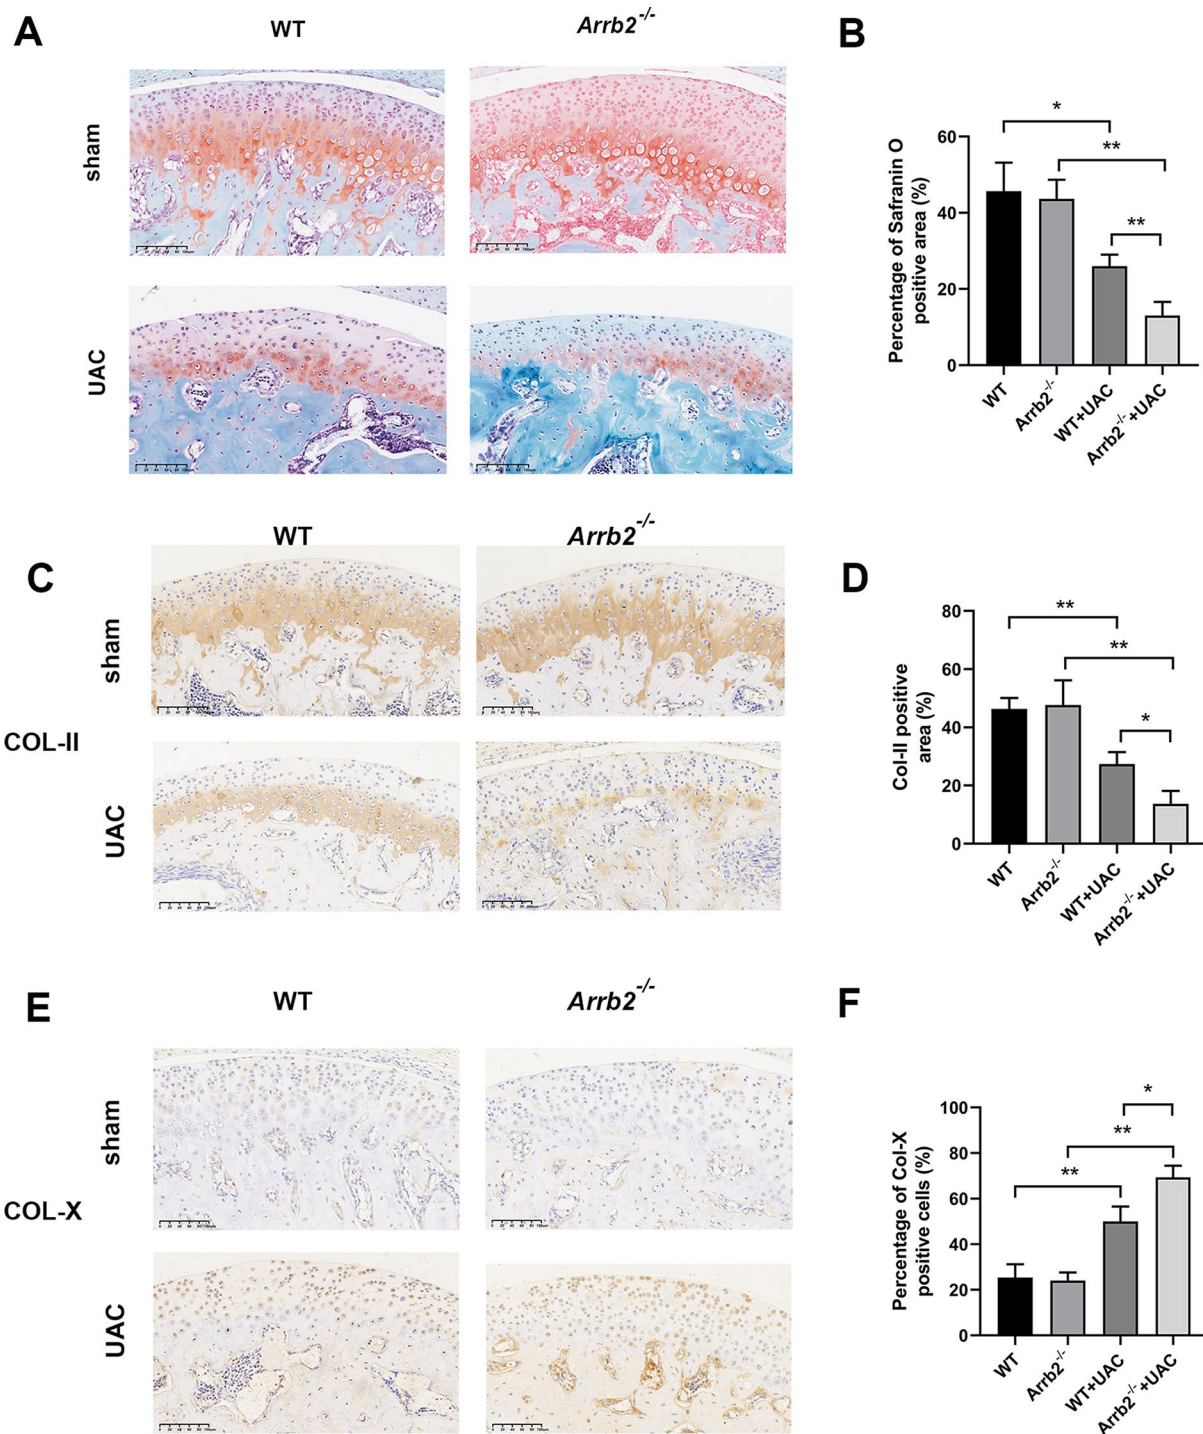 A
WT
Arrb2-/-
B
sham
UAC
Percentage of Safranin O
positive area (%)
60
40
20
0
*
**
**
WT
Arrb2-/-
WT+UAC
Arrb2-/-+UAC
C
WT
Arrb2-/-
D
COL-II
sham
UAC
Col-II positive
area (%)
80
60
40
20
0
**
**
*
WT
Arrb2-/-
WT+UAC
Arrb2-/-+UAC
E
WT
Arrb2-/-
F
COL-X
sham
UAC
Percentage of Col-X
positive cells (%)
100
80
60
40
20
0
*
**
**
WT
Arrb2-/-
WT+UAC
Arrb2-/-+UAC